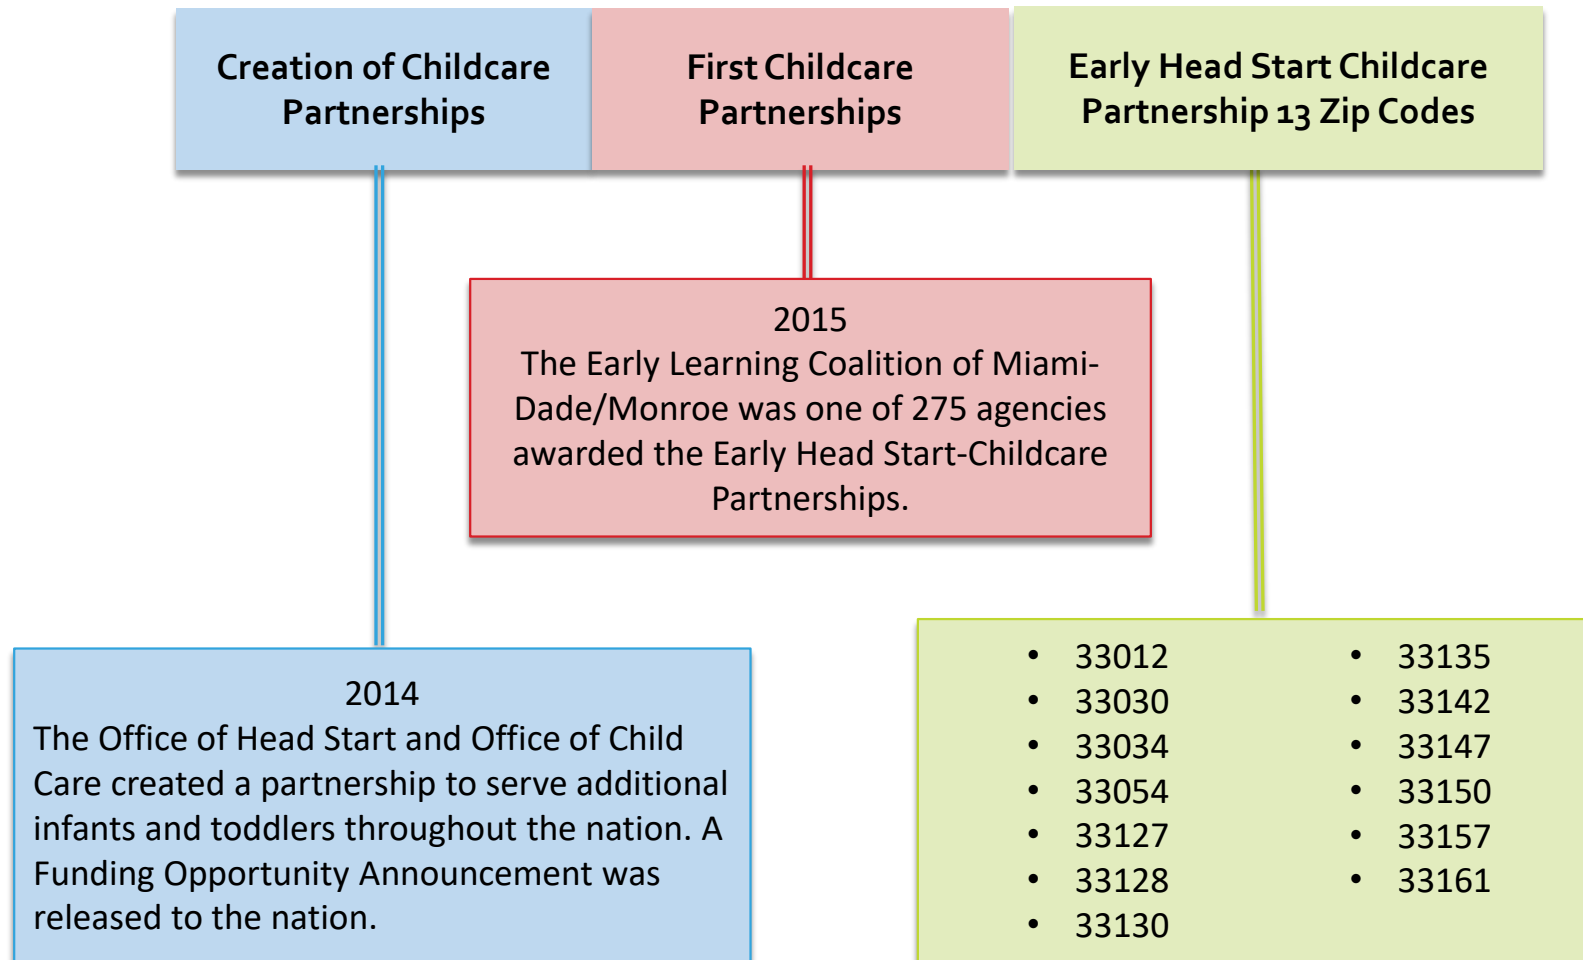 Creation of Childcare
Partnerships
First Childcare
Partnerships
Early Head Start Childcare
Partnership 13 Zip Codes
2015
The Early Learning Coalition of Miami-
Dade/Monroe was one of 275 agencies
awarded the Early Head Start-Childcare
Partnerships.
2014
The Office of Head Start and Office of Child
Care created a partnership to serve additional
infants and toddlers throughout the nation. A
Funding Opportunity Announcement was
released to the nation.
• 33012
• 33030
• 33034
• 33054
• 33127
• 33128
• 33130
• 33135
• 33142
• 33147
• 33150
• 33157
• 33161